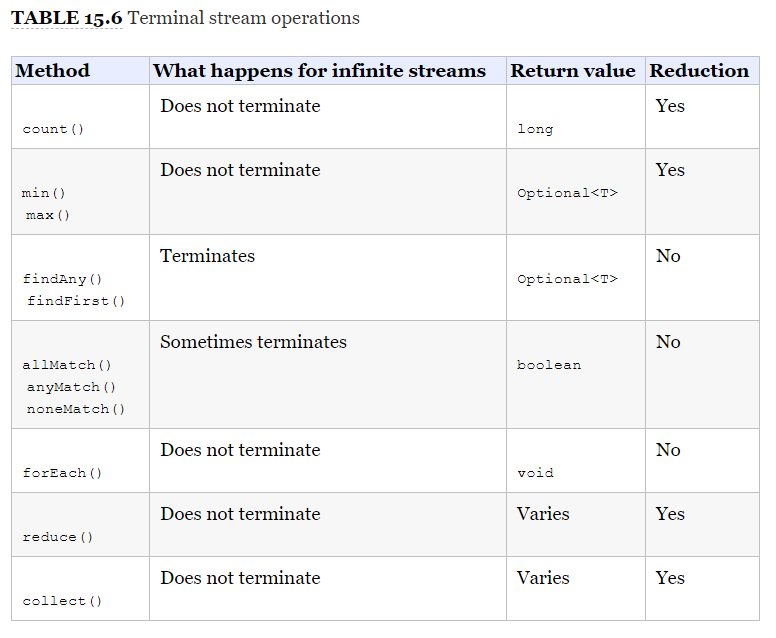 TABLE 15.6 Terminal stream operations
Method What happens for infinite streams Return value Reduction
Does not terminate Yes
count() long
Does not terminate Yes
min() Optional<T>
max()
Terminates No
findAny() Optional<T>
findFirst()
Sometimes terminates No
allMatch() boolean
anyMatch()
noneMatch()
Does not terminate No
forEach() void
Does not terminate Varies Yes
reduce()
Does not terminate Varies Yes
collect()